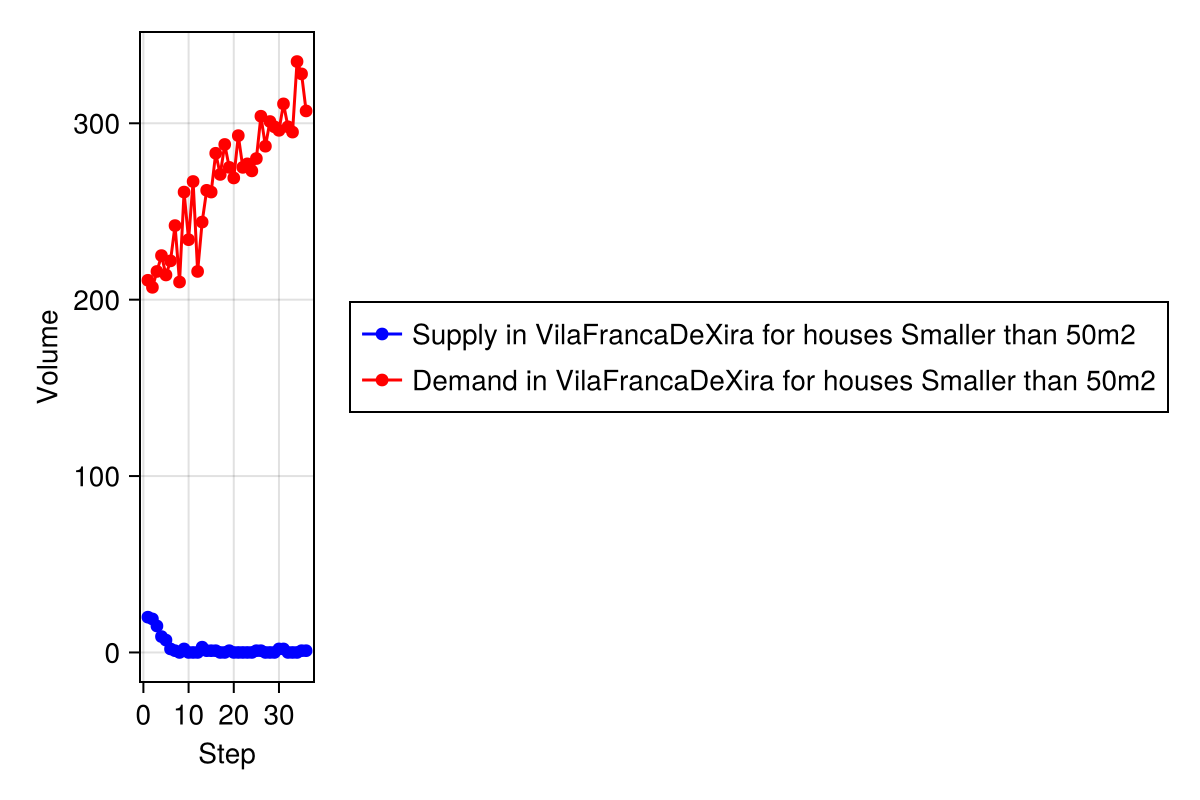 300
200
100
0
Volume
0 10 20 30
Step
Supply in VilaFrancaDeXira for houses Smaller than 50m2
Demand in VilaFrancaDeXira for houses Smaller than 50m2